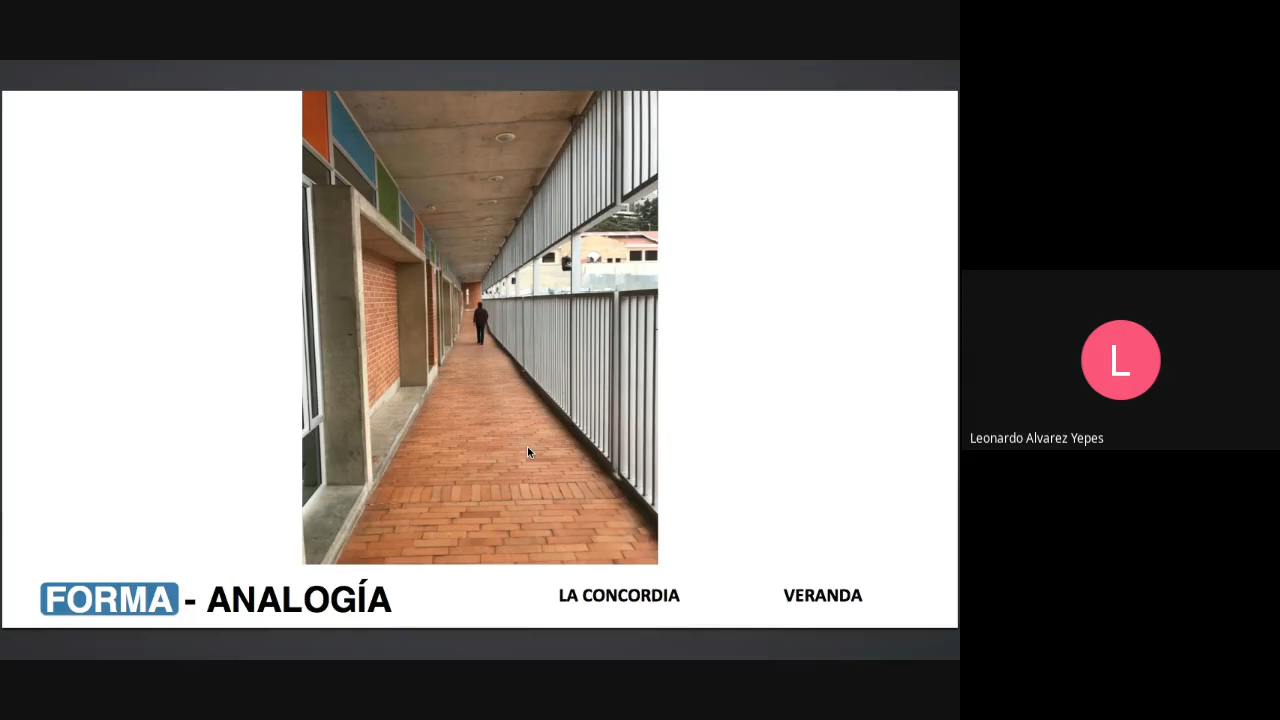 FORMA - ANALOGÍA
LA CONCORDIA
VERANDA
L
Leonardo Alvarez Yepes